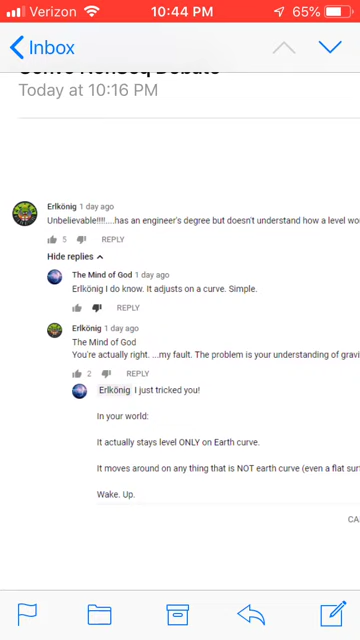 Verizon 10:44 PM 65%
Inbox
Today at 10:16 PM
Erlkönig 1 day ago
Unbelievable!!!!....has an engineer's degree but doesn't understand how a level
5 REPLY
Hide replies
The Mind of God 1 day ago
Erlkönig I do know. It adjusts on a curve. Simple.
REPLY
Erlkönig 1 day ago
The Mind of God
You're actually right. ...my fault. The problem is your understanding of
2 REPLY
Erlkönig I just tricked you!
In your world:
It actually stays level ONLY on Earth curve.
It moves around on any thing that is NOT earth curve (even a flat
Wake. Up.